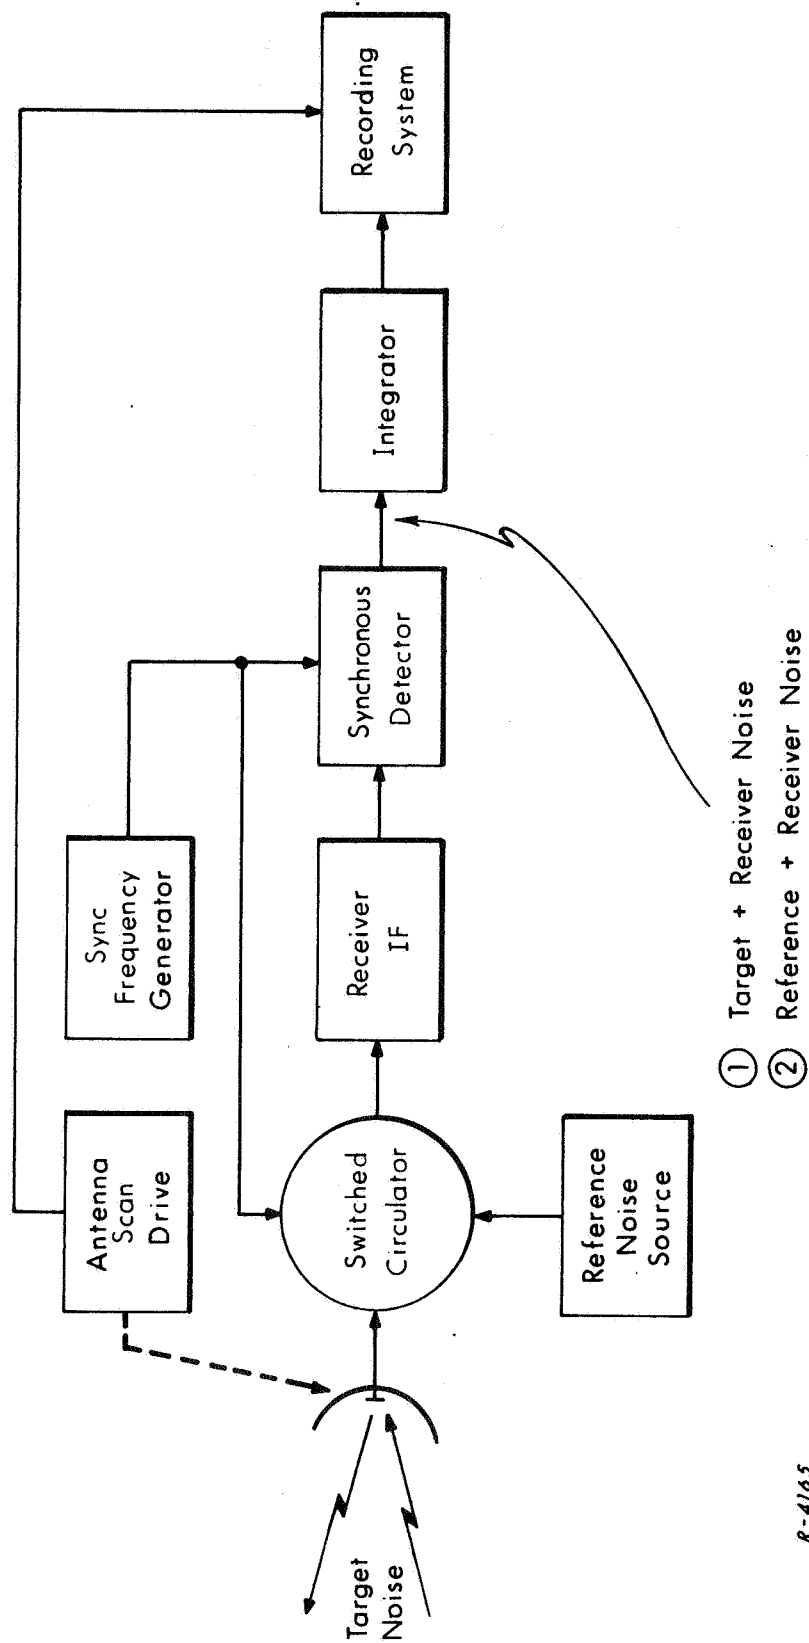 Antenna
Scan
Drive
Sync
Frequency
Generator
Target
Noise
Switched
Circulator
Receiver
IF
Synchronous
Detector
Integrator
Recording
System
Reference
Noise
Source
① Target + Receiver Noise
② Reference + Receiver Noise
R-4165